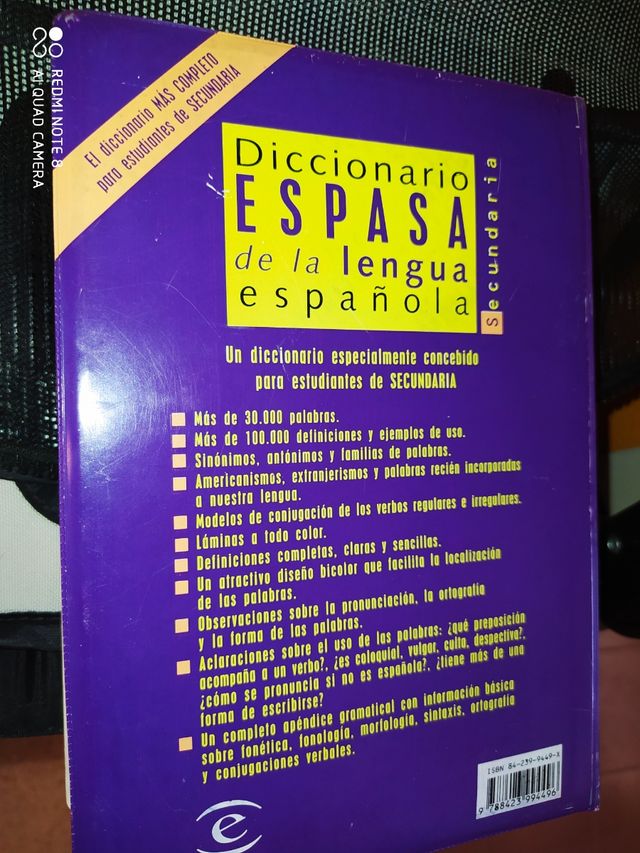 REDMI NOTE 8
AI QUAD CAMERA
El diccionario MÁS COMPLETO
para estudiantes de SECUNDARIA
Diccionario
ESPASA
de la lengua
española
Secundaria
Un diccionario especialmente concebido
para estudiantes de SECUNDARIA
Más de 30.000 palabras.
Más de 100.000 definiciones y ejemplos de uso.
Sinónimos, antónimos y familias de palabras.
Americanismos, extranjerismos y palabras recién incorporadas
a nuestra lengua.
Modelos de conjugación de los verbos regulares e irregulares.
Láminas a todo color.
Definiciones completas, claras y sencillas.
Un atractivo diseño bicolor que facilita la localización
de las palabras.
Observaciones sobre la pronunciación, la ortografía
y la forma de las palabras.
Aclaraciones sobre el uso de las palabras: ¿qué preposición
acompaña a un verbo?, ¿es coloquial, vulgar, culta, despectiva?,
¿cómo se pronuncia si no es española?, ¿tiene más de una
forma de escribirse?
Un completo apéndice gramatical con información básica
sobre fonética, fonología, morfología, sintaxis, ortografía
y conjugaciones verbales.
ISBN 84-239-9449-X
9 788423 994496
e